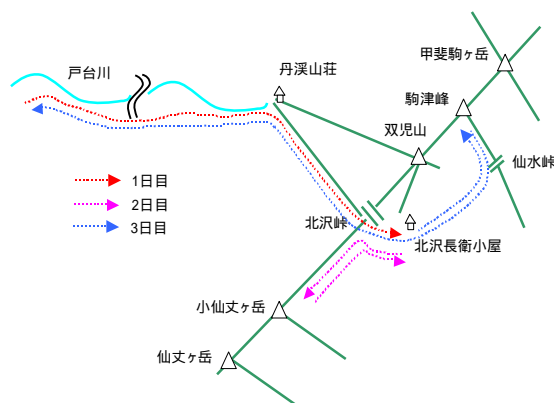 甲斐駒ヶ岳
戸台川
丹渓山荘
駒津峰
双児山
仙水峠
1日目
2日目
3日目
北沢峠
北沢長衛小屋
小仙丈ヶ岳
仙丈ヶ岳